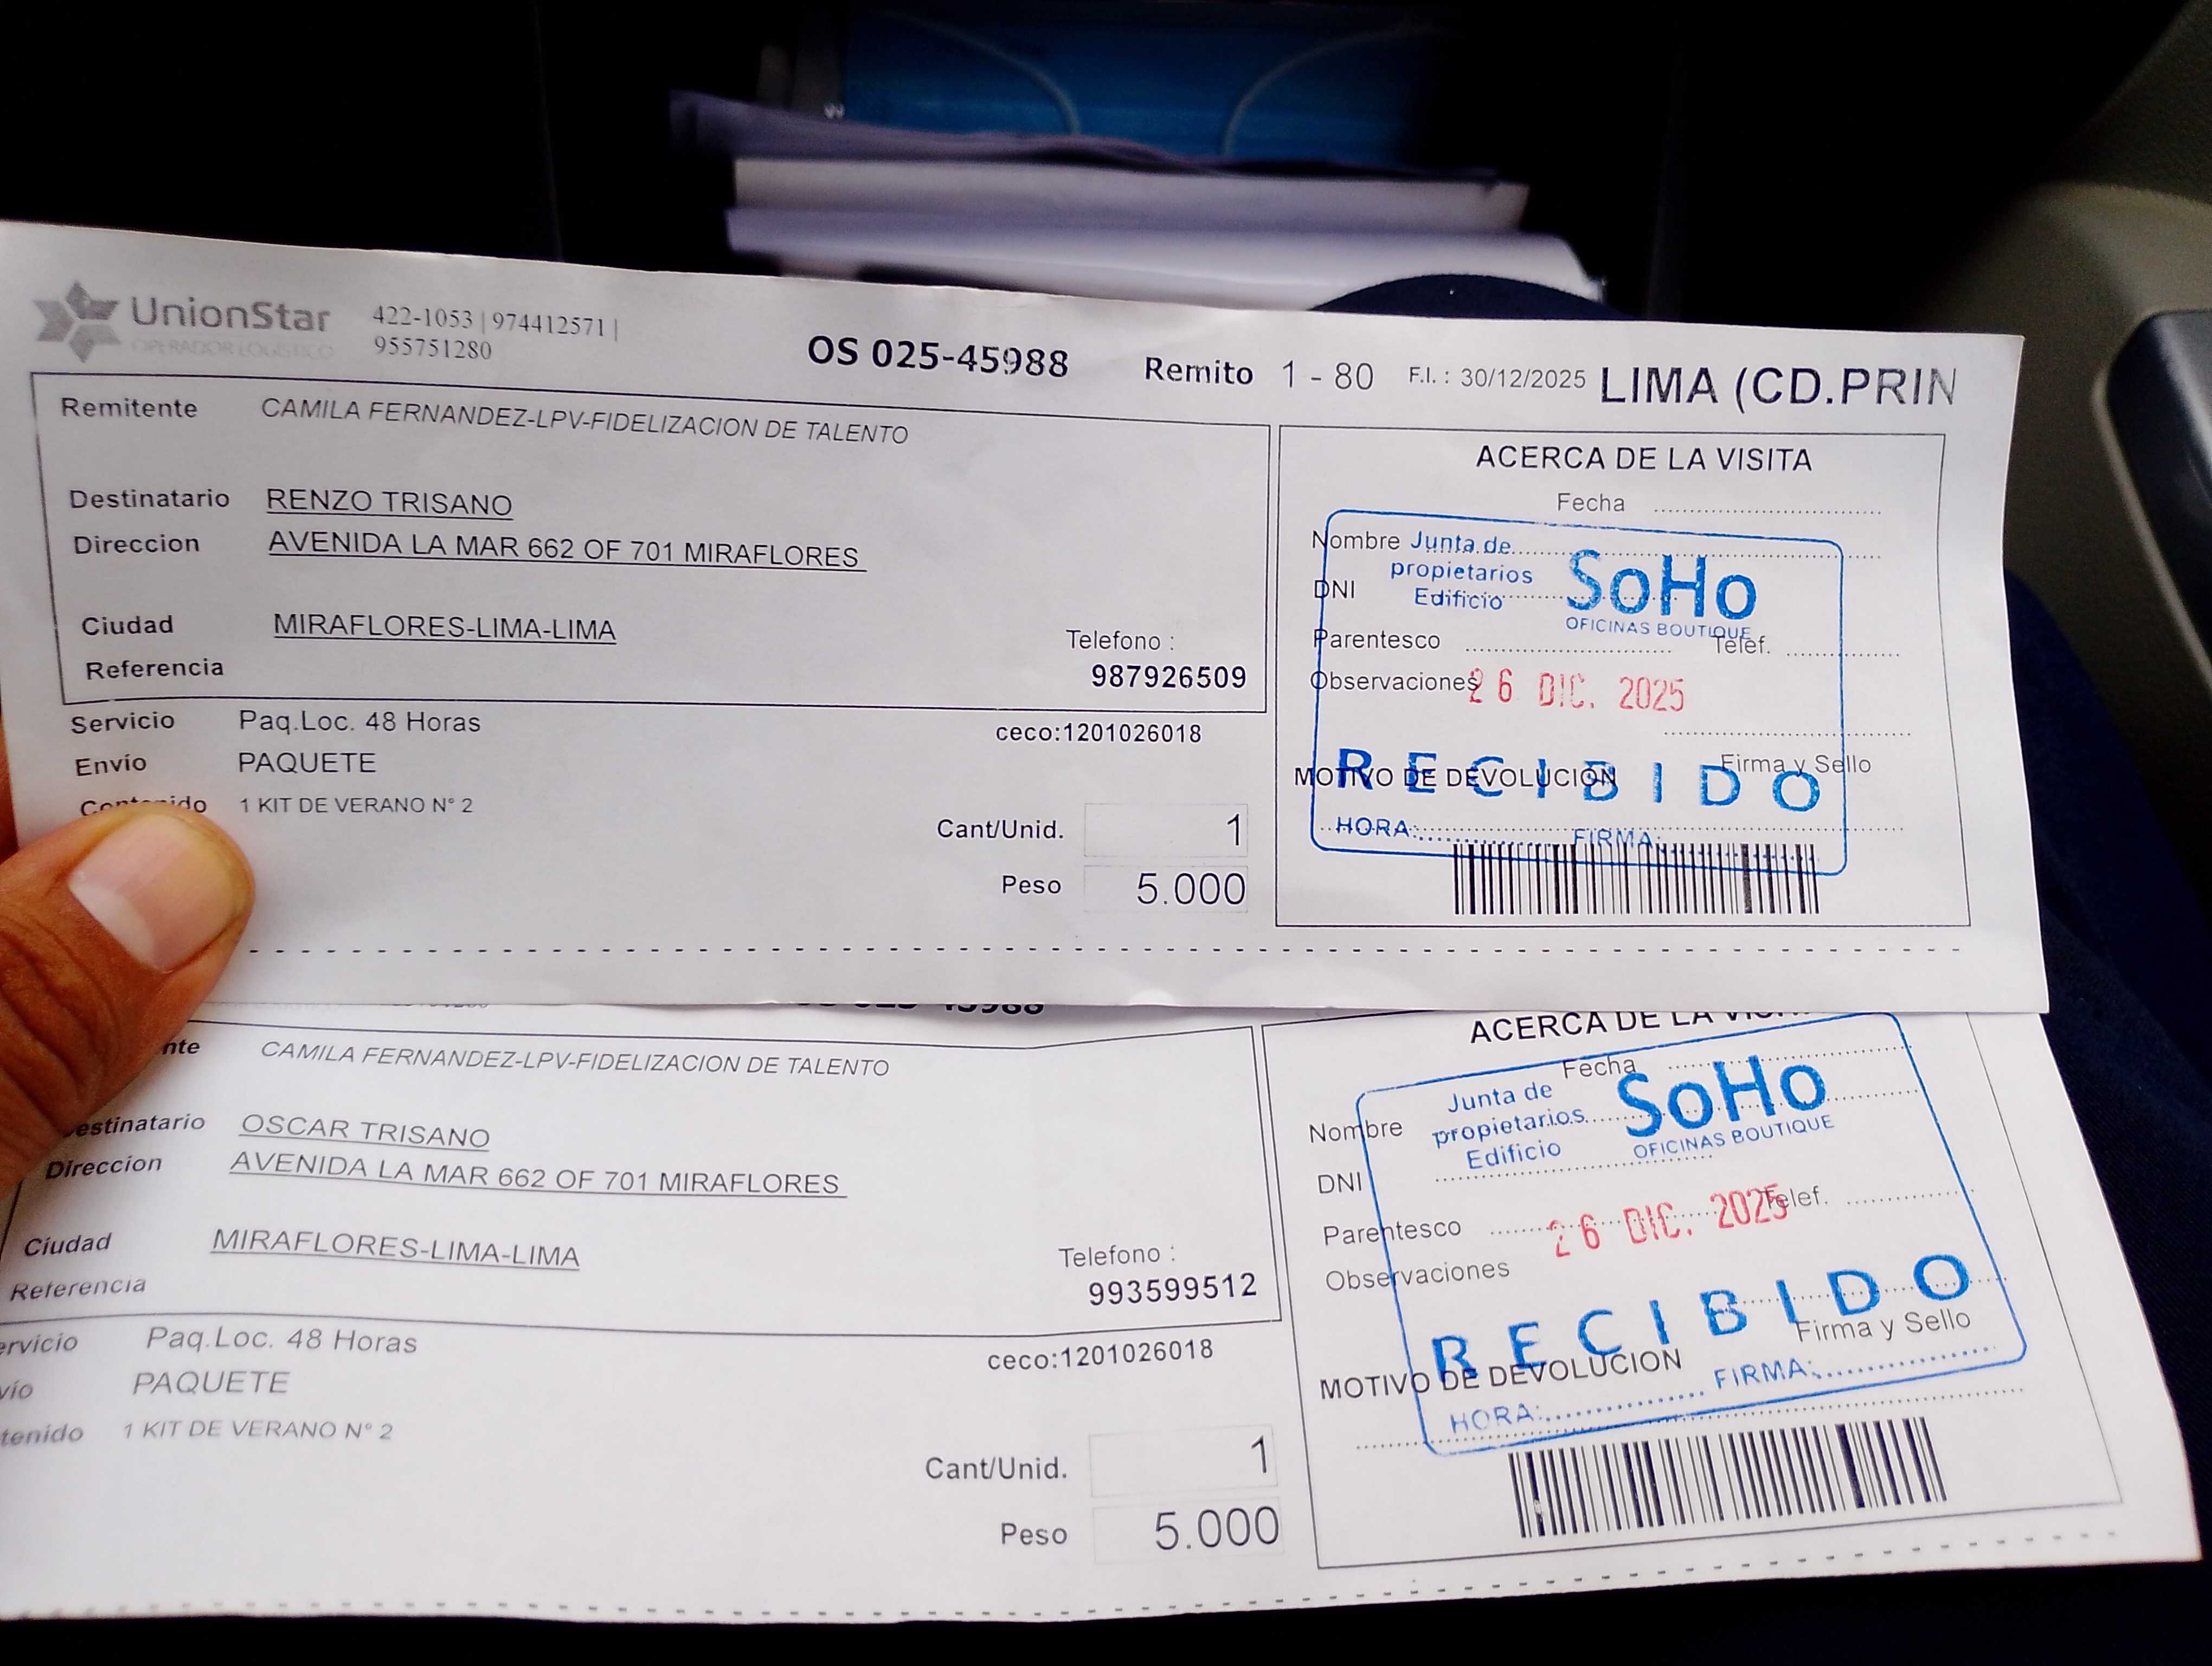 UnionStar
OPERADOR LOGISTICO
422-1053 | 974412571 |
955751280
OS 025-45988
Remito 1 - 80
F.I. : 30/12/2025
LIMA (CD.PRIN
Remitente CAMILA FERNANDEZ-LPV-FIDELIZACION DE TALENTO
Destinatario RENZO TRISANO
Direccion AVENIDA LA MAR 662 OF 701 MIRAFLORES
Ciudad MIRAFLORES-LIMA-LIMA
Referencia
Telefono :
987926509
Servicio Paq.Loc. 48 Horas
ceco:1201026018
Envío PAQUETE
1 KIT DE VERANO N° 2
Cant/Unid. 1
Peso 5.000
ACERCA DE LA VISITA
Fecha
Nombre
DNI
Parentesco
Telef.
Observaciones
Firma y Sello
MOTIVO DE DEVOLUCION
Junta de
propietarios
Edificio
SoHo
OFICINAS BOUTIQUE
26 DIC. 2025
RECIBIDO
HORA: FIRMA:
CAMILA FERNANDEZ-LPV-FIDELIZACION DE TALENTO
estinatario OSCAR TRISANO
Direccion AVENIDA LA MAR 662 OF 701 MIRAFLORES
Ciudad MIRAFLORES-LIMA-LIMA
Referencia
Telefono :
993599512
ervicio Paq.Loc. 48 Horas
ceco:1201026018
vío PAQUETE
tenido 1 KIT DE VERANO N° 2
Cant/Unid. 1
Peso 5.000
ACERCA DE LA
Fecha
Nombre
DNI
Parentesco
Telef.
Observaciones
Firma y Sello
MOTIVO DE DEVOLUCION
Junta de
propietarios
Edificio
SoHo
OFICINAS BOUTIQUE
26 DIC. 2025
RECIBIDO
HORA: FIRMA: